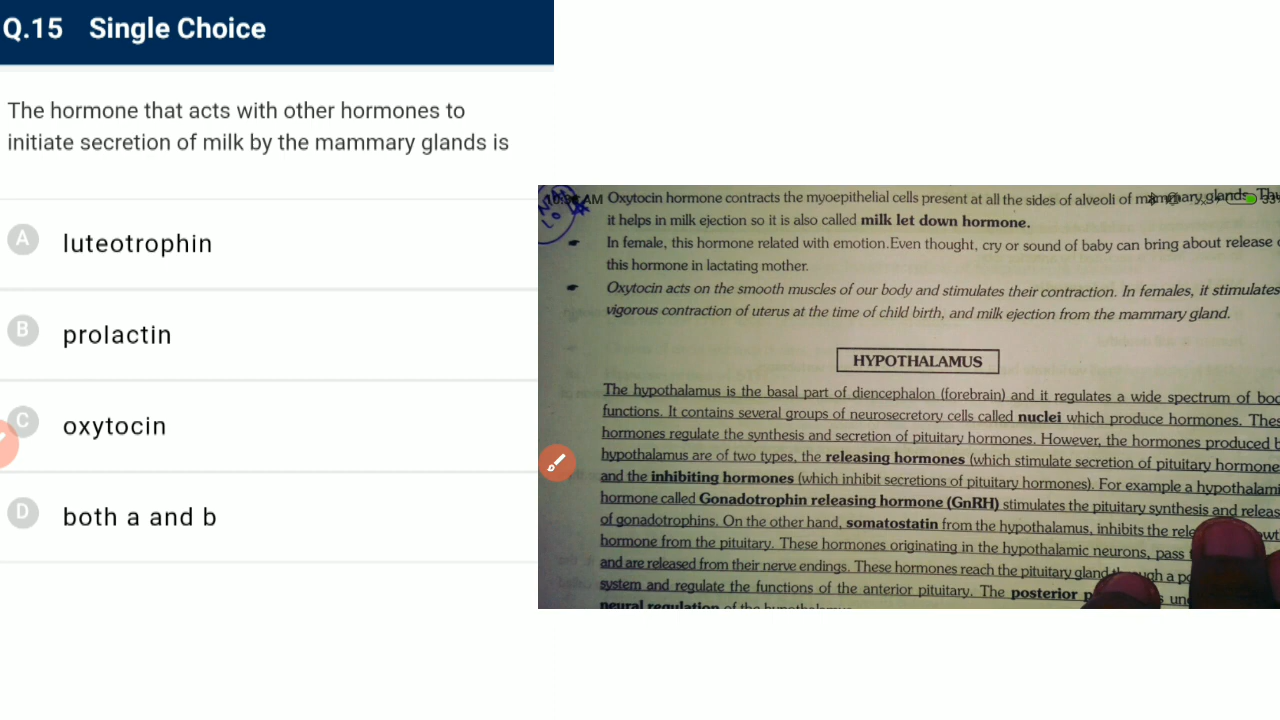 Q.15 Single Choice
The hormone that acts with other hormones to
initiate secretion of milk by the mammary glands is
A luteotrophin
B prolactin
C oxytocin
D both a and b
Oxytocin hormone contracts the myoepithelial cells present at all the sides of alveoli of mammary glands
it helps in milk ejection so it is also called milk let down hormone.
In female, this hormone related with emotion.Even thought, cry or sound of baby can bring about release
this hormone in lactating mother.
Oxytocin acts on the smooth muscles of our body and stimulates their contraction. In females, it stimulates
vigorous contraction of uterus at the time of child birth, and milk ejection from the mammary gland.
HYPOTHALAMUS
The hypothalamus is the basal part of diencephalon (forebrain) and it regulates a wide spectrum of
functions. It contains several groups of neurosecretory cells called nuclei which produce hormones.
hormones regulate the synthesis and secretion of pituitary hormones. However, the hormones produced
hypothalamus are of two types, the releasing hormones (which stimulate secretion of pituitary
and the inhibiting hormones (which inhibit secretions of pituitary hormones). For example a
hormone called Gonadotrophin releasing hormone (GnRH) stimulates the pituitary synthesis and
of gonadotrophins. On the other hand, somatostatin from the hypothalamus, inhibits the
hormone from the pituitary. These hormones originating in the hypothalamic neurons, pass
and are released from their nerve endings. These hormones reach the pituitary gland
system and regulate the functions of the anterior pituitary. The posterior
neural regulation of the